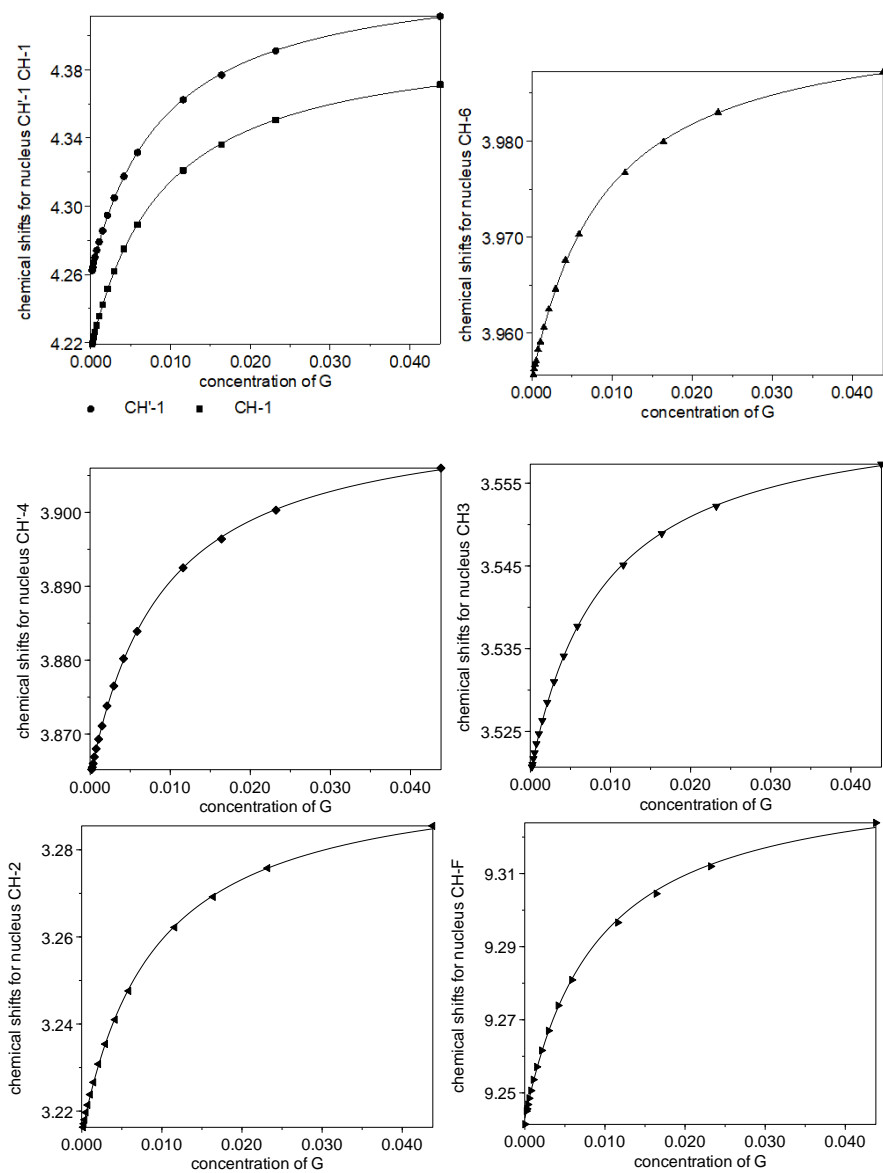 chemical shifts for nucleus CH'-1 CH-1
4.38
4.34
4.30
4.26
4.22
0.000 0.010 0.020 0.030 0.040
concentration of G
CH'-1 CH-1
chemical shifts for nucleus CH-6
3.980
3.970
3.960
0.000 0.010 0.020 0.030 0.040
concentration of G
chemical shifts for nucleus CH'-4
3.900
3.890
3.880
3.870
0.000 0.010 0.020 0.030 0.040
concentration of G
chemical shifts for nucleus CH3
3.555
3.545
3.535
3.525
0.000 0.010 0.020 0.030 0.040
concentration of G
chemical shifts for nucleus CH-2
3.28
3.26
3.24
3.22
0.000 0.010 0.020 0.030 0.040
concentration of G
chemical shifts for nucleus CH-F
9.31
9.29
9.27
9.25
0.000 0.010 0.020 0.030 0.040
concentration of G